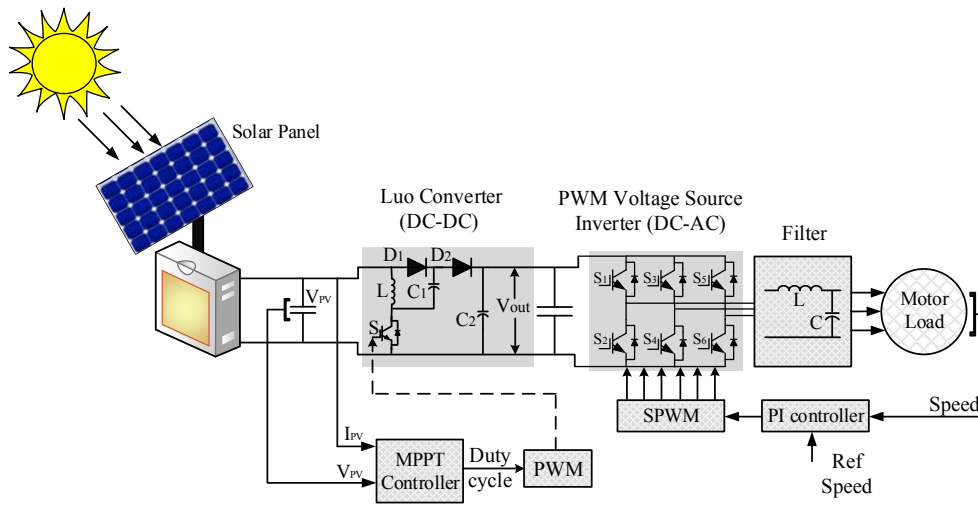 Solar Panel
Luo Converter
(DC-DC)
PWM Voltage Source
Inverter (DC-AC)
Filter
D1
D2
L
C1
S
C2
Vout
VPV
S1
S3
S5
S2
S4
S6
L
C
Motor
Load
SPWM
PI controller
Speed
Ref
Speed
IPV
VPV
MPPT
Controller
Duty
cycle
PWM